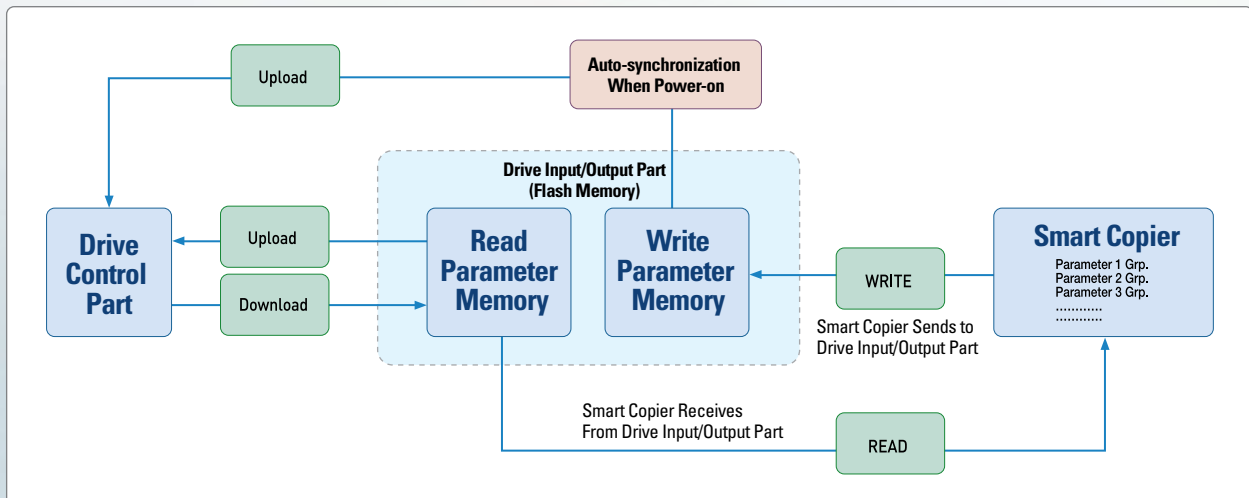 Upload
Auto-synchronization
When Power-on
Drive Input/Output Part
(Flash Memory)
Drive
Control
Part
Upload
Download
Read
Parameter
Memory
Write
Parameter
Memory
WRITE
Smart Copier Sends to
Drive Input/Output Part
Smart Copier
Parameter 1 Grp.
Parameter 2 Grp.
Parameter 3 Grp.
............
............
Smart Copier Receives
From Drive Input/Output Part
READ